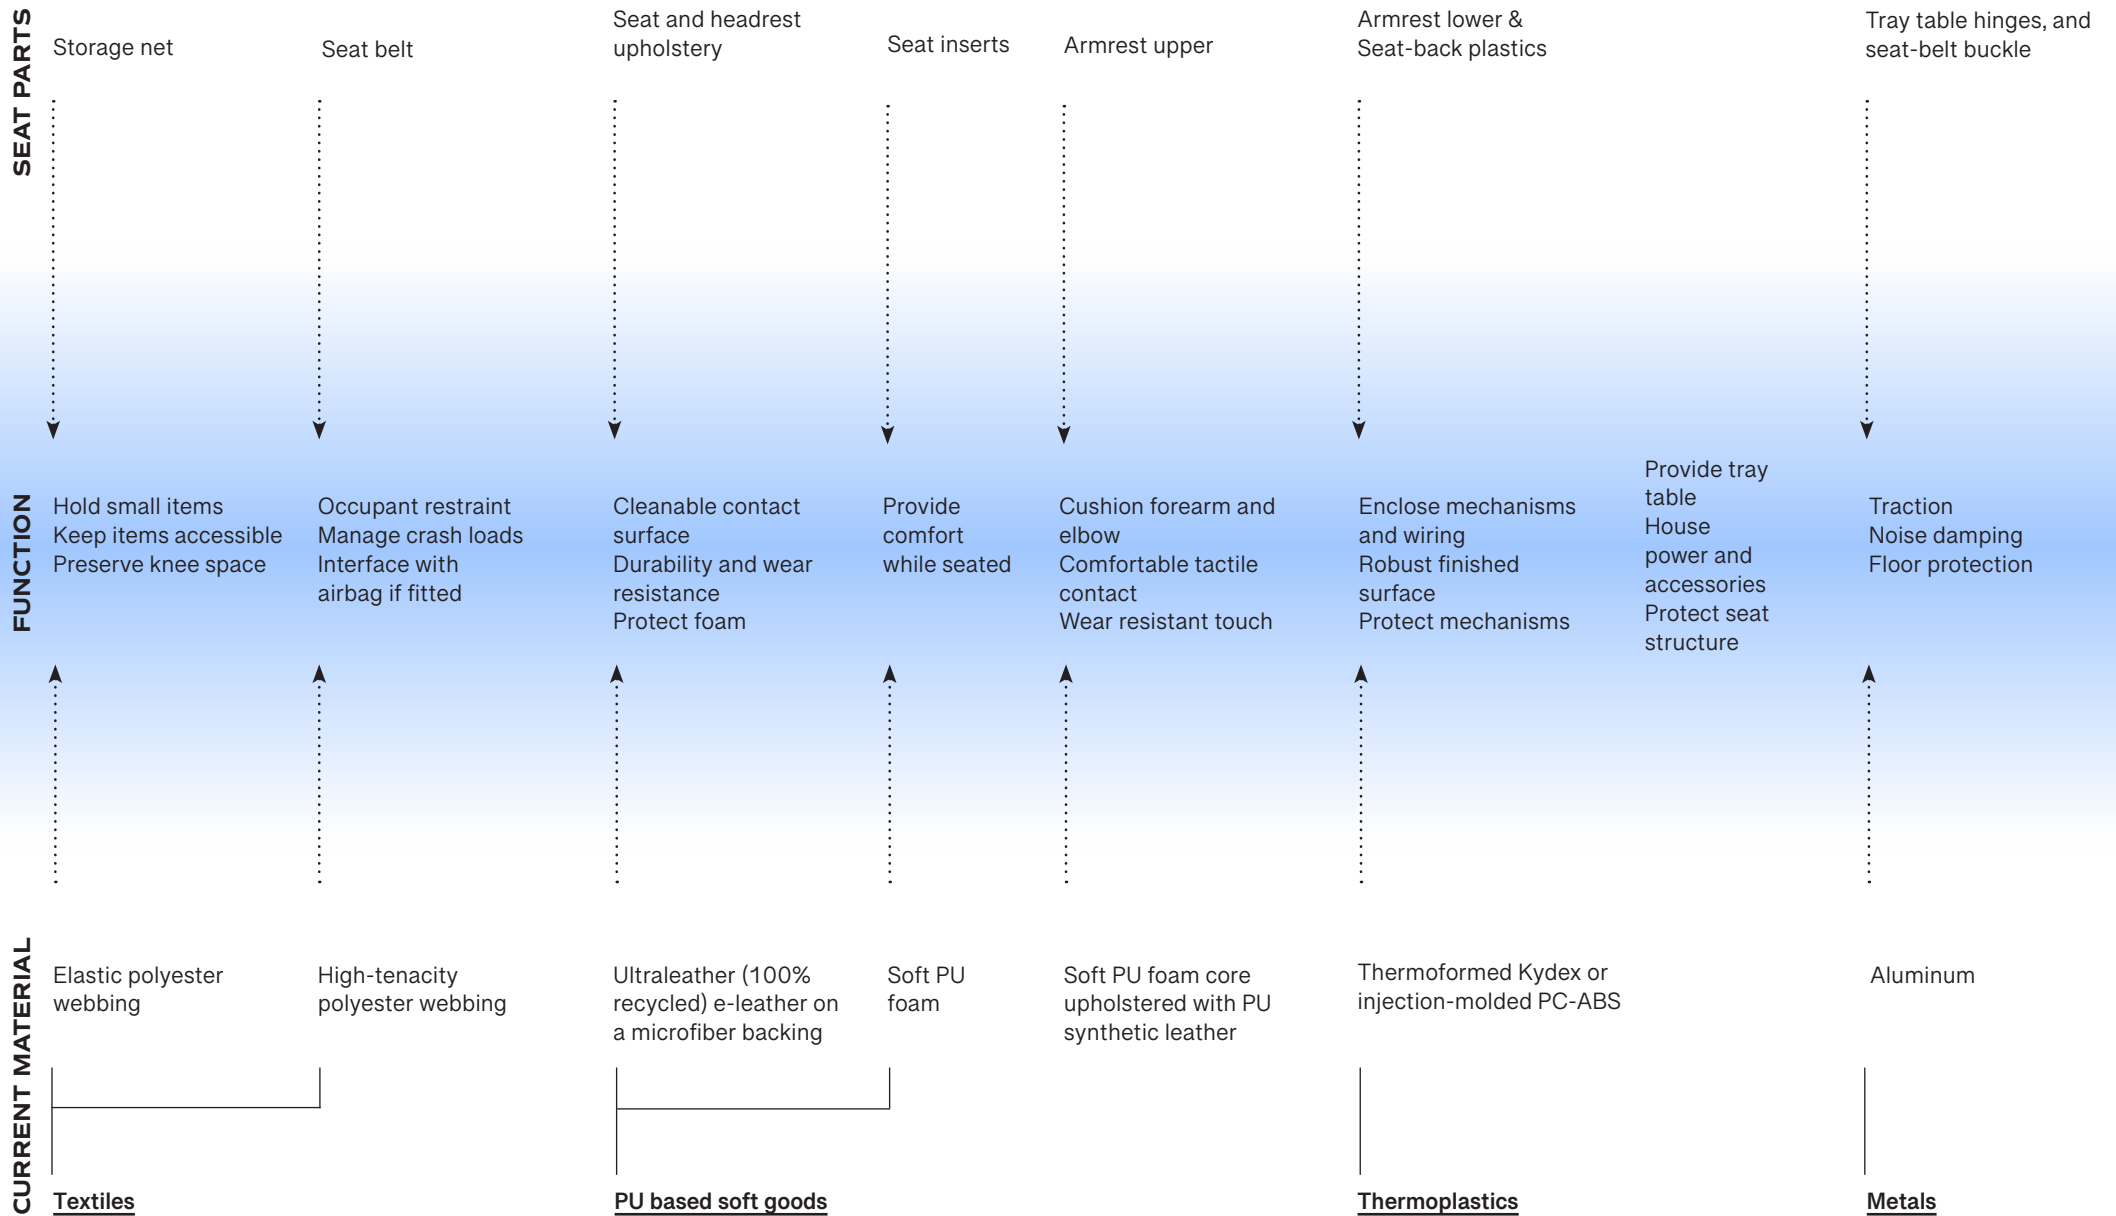 SEAT PARTS
Storage net
Seat belt
Seat and headrest
upholstery
Seat inserts
Armrest upper
Armrest lower &
Seat-back plastics
Tray table hinges, and
seat-belt buckle
FUNCTION
Hold small items
Keep items accessible
Preserve knee space
Occupant restraint
Manage crash loads
Interface with
airbag if fitted
Cleanable contact
surface
Durability and wear
resistance
Protect foam
Provide
comfort
while seated
Cushion forearm and
elbow
Comfortable tactile
contact
Wear resistant touch
Enclose mechanisms
and wiring
Robust finished
surface
Protect mechanisms
Provide tray
table
House
power and
accessories
Protect seat
structure
Traction
Noise damping
Floor protection
CURRENT MATERIAL
Elastic polyester
webbing
High-tenacity
polyester webbing
Ultraleather (100%
recycled) e-leather on
a microfiber backing
Soft PU
foam
Soft PU foam core
upholstered with PU
synthetic leather
Thermoformed Kydex or
injection-molded PC-ABS
Aluminum
Textiles
PU based soft goods
Thermoplastics
Metals